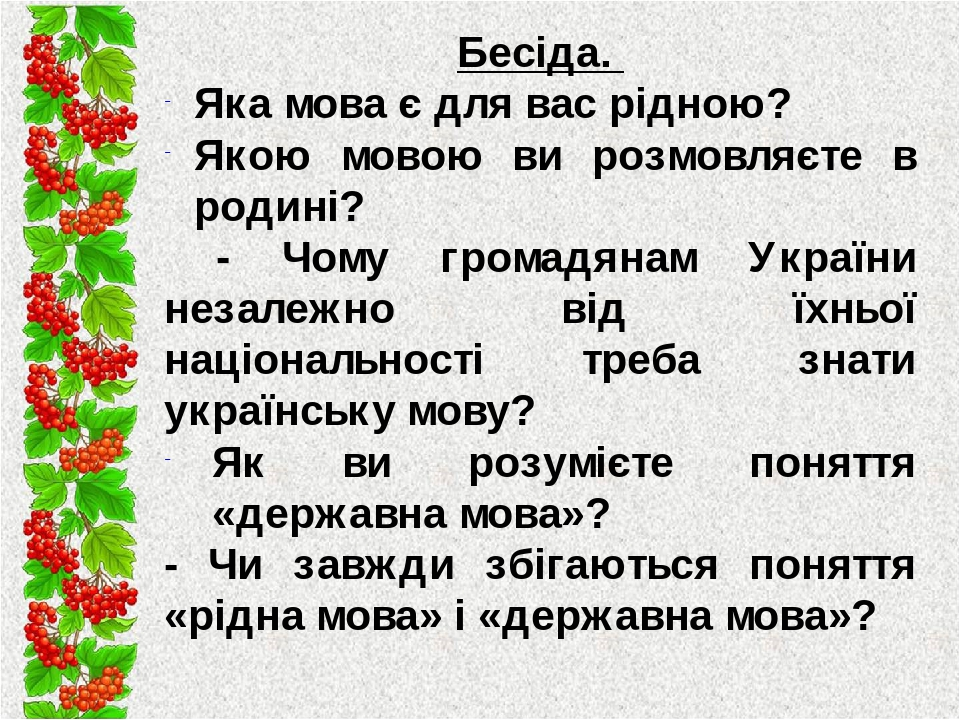 Бесіда.
- Яка мова є для вас рідною?
- Якою мовою ви розмовляєте в
родині?
- Чому громадянам України
незалежно від їхньої
національності треба знати
українську мову?
- Як ви розумієте поняття
«державна мова»?
- Чи завжди збігаються поняття
«рідна мова» і «державна мова»?